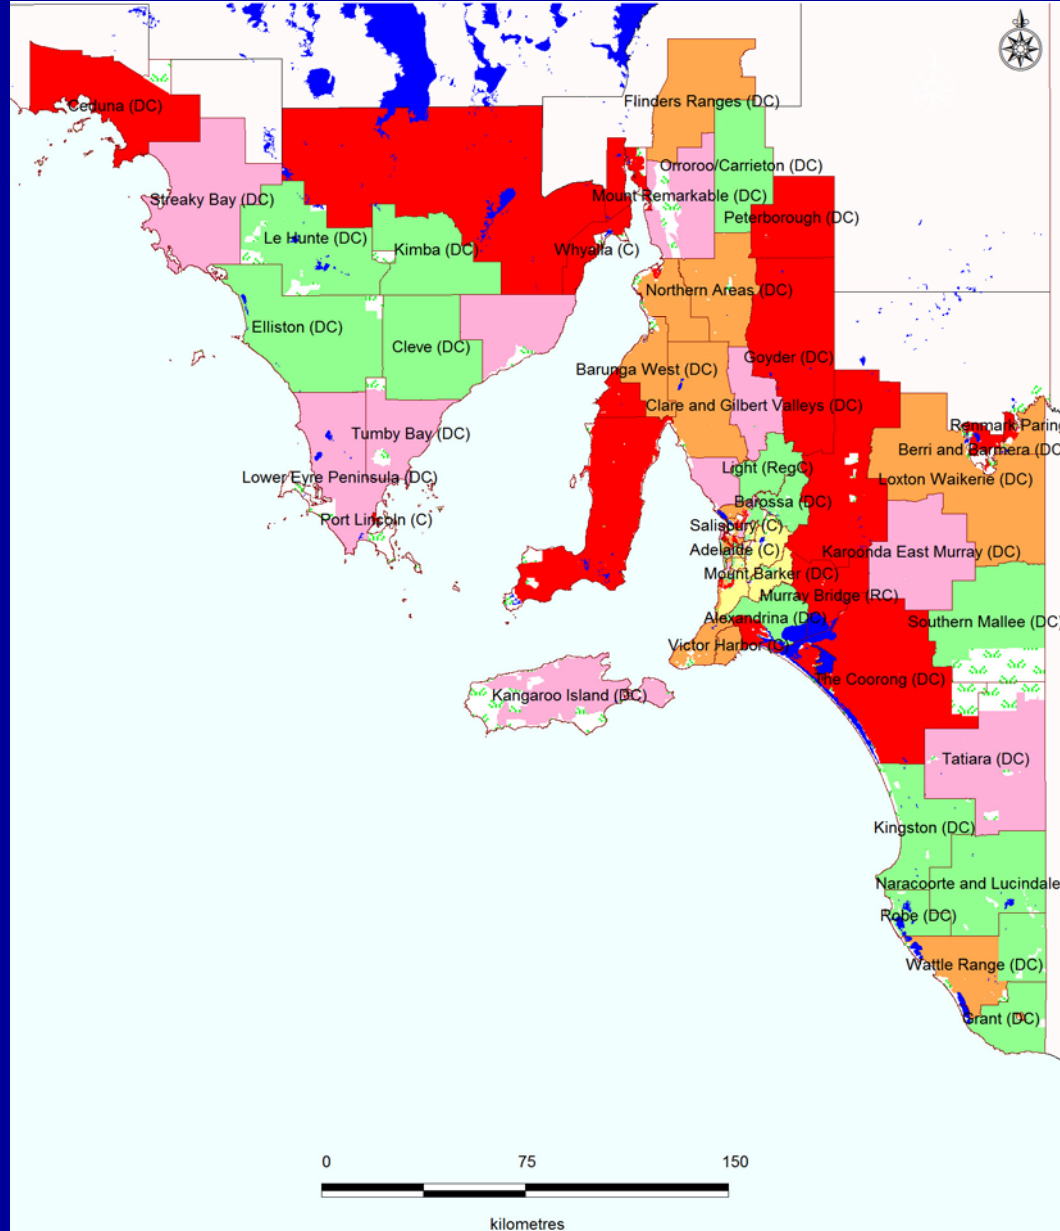 Flinders Ranges (DC)
Ceduna (DC)
Orroroo/Carrieton (DC)
Streaky Bay (DC)
Mount Remarkable (DC)
Peterborough (DC)
Le Hunte (DC)
Kimba (DC)
Whyalla (C)
Northern Areas (DC)
Elliston (DC)
Cleve (DC)
Goyder (DC)
Barunga West (DC)
Clare and Gilbert Valleys (DC)
Renmark Paring
Tumby Bay (DC)
Berri and Barmera (DC
Light (RegC)
Lower Eyre Peninsula (DC)
Loxton Waikerie (DC)
Barossa (DC)
Port Lincoln (C)
Salisbury (C)
Adelaide (C)
Karoonda East Murray (DC)
Mount Barker (DC)
Murray Bridge (RC)
Alexandrina (DC)
Southern Mallee (DC)
Victor Harbor (C)
The Coorong (DC)
Kangaroo Island (DC)
Tatiara (DC)
Kingston (DC)
Naracoorte and Lucindale
Robe (DC)
Wattle Range (DC)
Grant (DC)
0 75 150
kilometres